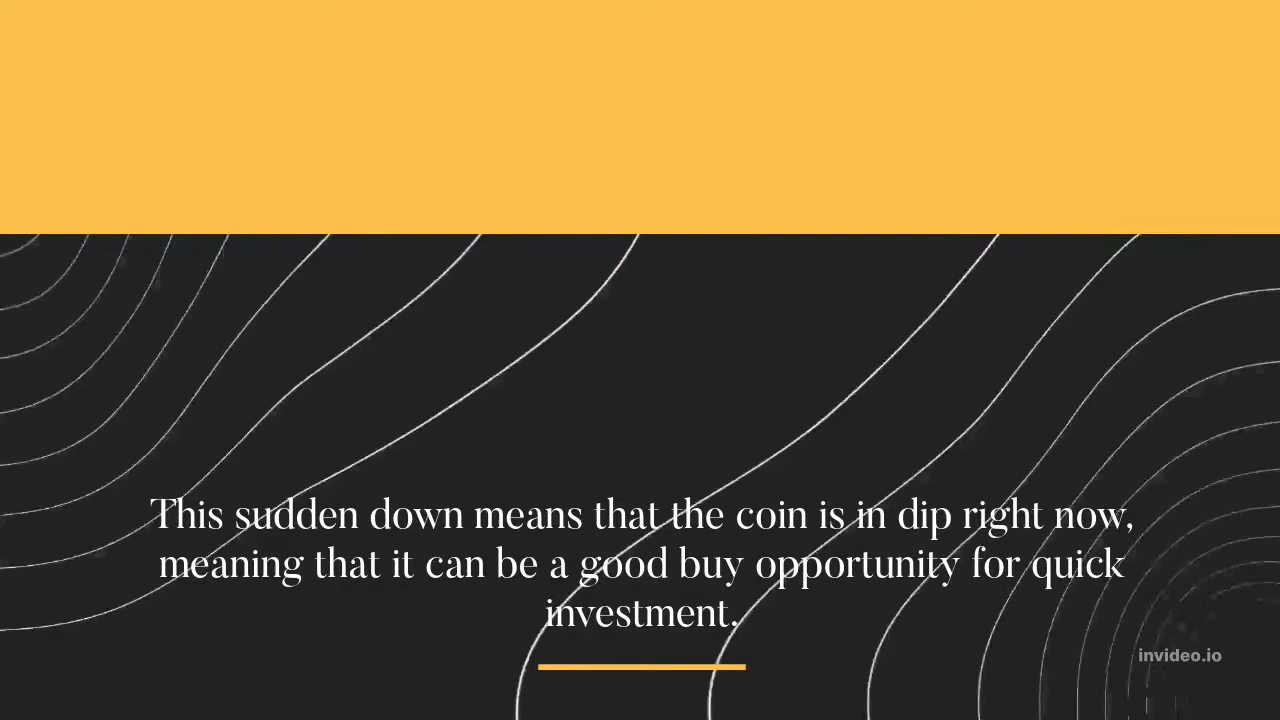 This sudden down means that the coin is in dip right now,
meaning that it can be a good buy opportunity for quick
investment.
invideo.io